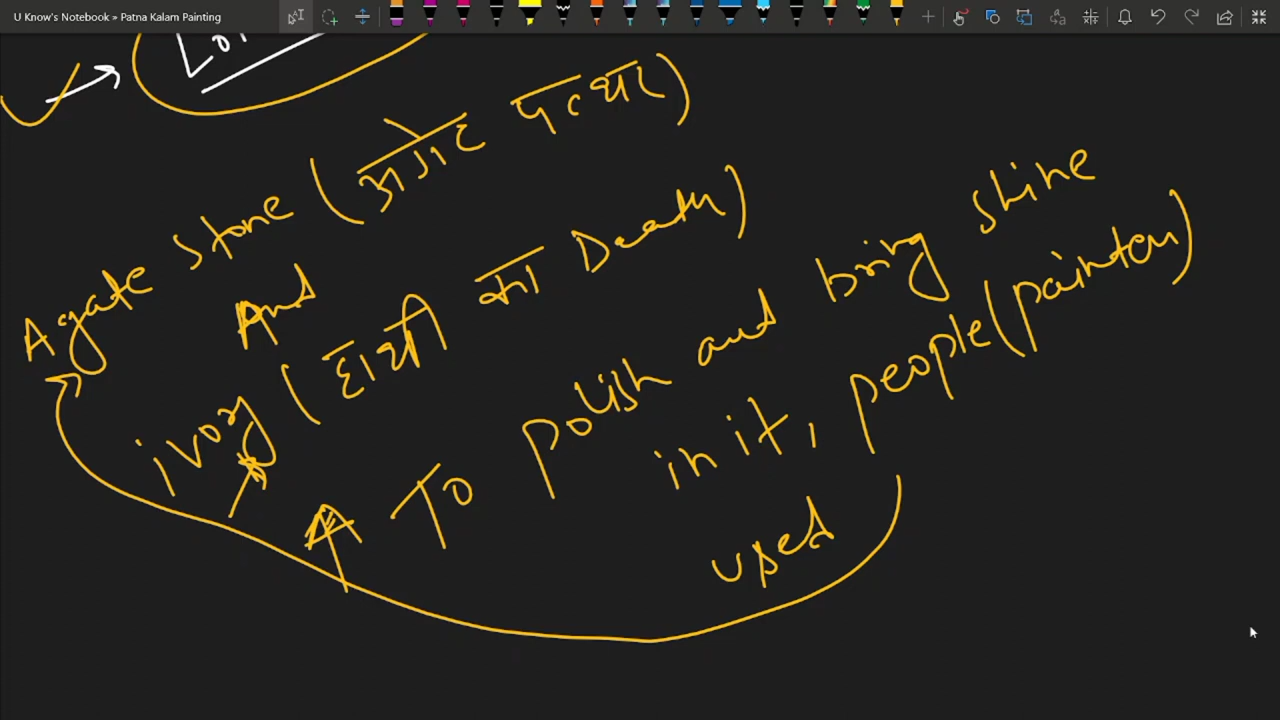 U Know's Notebook » Patna Kalam Painting
Agate stone (अगेट पत्थर)
And
ivory (हाथी का Death)
To polish and bring shine
in it, people (painter)
used